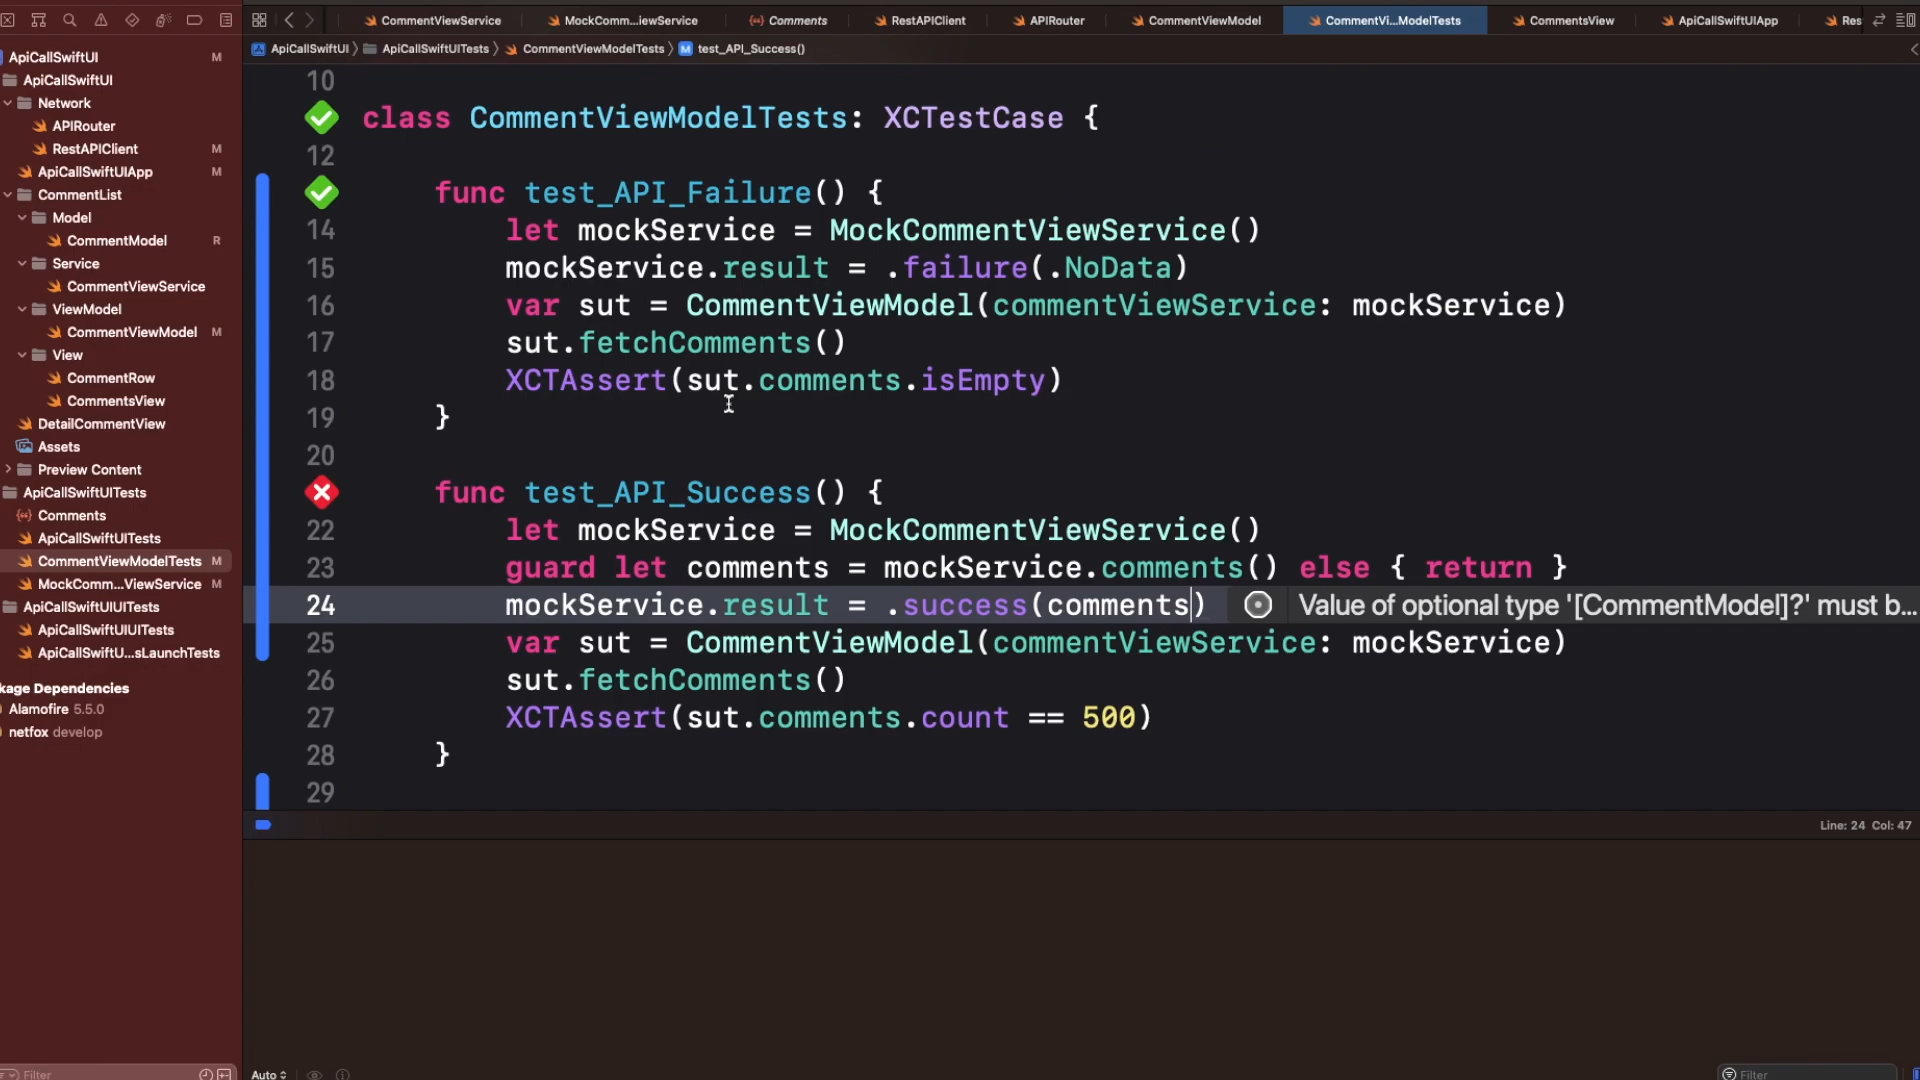 CommentViewService
MockComm...iewService
Comments
RestAPIClient
APIRouter
CommentViewModel
CommentVi...ModelTests
CommentsView
ApiCallSwiftUIApp
Res
ApiCallSwiftUI
ApiCallSwiftUITests
CommentViewModelTests
M test_API_Success()
ApiCallSwiftUI M
ApiCallSwiftUI
Network
APIRouter
RestAPIClient M
ApiCallSwiftUIApp M
CommentList
Model
CommentModel R
Service
CommentViewService
ViewModel
CommentViewModel M
View
CommentRow
CommentsView
DetailCommentView
Assets
Preview Content
ApiCallSwiftUITests
Comments
ApiCallSwiftUITests
CommentViewModelTests M
MockComm...ViewService M
ApiCallSwiftUIUITests
ApiCallSwiftUIUITests
ApiCallSwiftU...sLaunchTests
kage Dependencies
Alamofire 5.5.0
netfox develop
Filter
10
class CommentViewModelTests: XCTestCase {
12
func test_API_Failure() {
14 let mockService = MockCommentViewService()
15 mockService.result = .failure(.NoData)
16 var sut = CommentViewModel(commentViewService: mockService)
17 sut.fetchComments()
18 XCTAssert(sut.comments.isEmpty)
19 }
20
func test_API_Success() {
22 let mockService = MockCommentViewService()
23 guard let comments = mockService.comments() else { return }
24 mockService.result = .success(comments) Value of optional type '[CommentModel]?' must b...
25 var sut = CommentViewModel(commentViewService: mockService)
26 sut.fetchComments()
27 XCTAssert(sut.comments.count == 500)
28 }
29
Line: 24 Col: 47
Auto
Filter